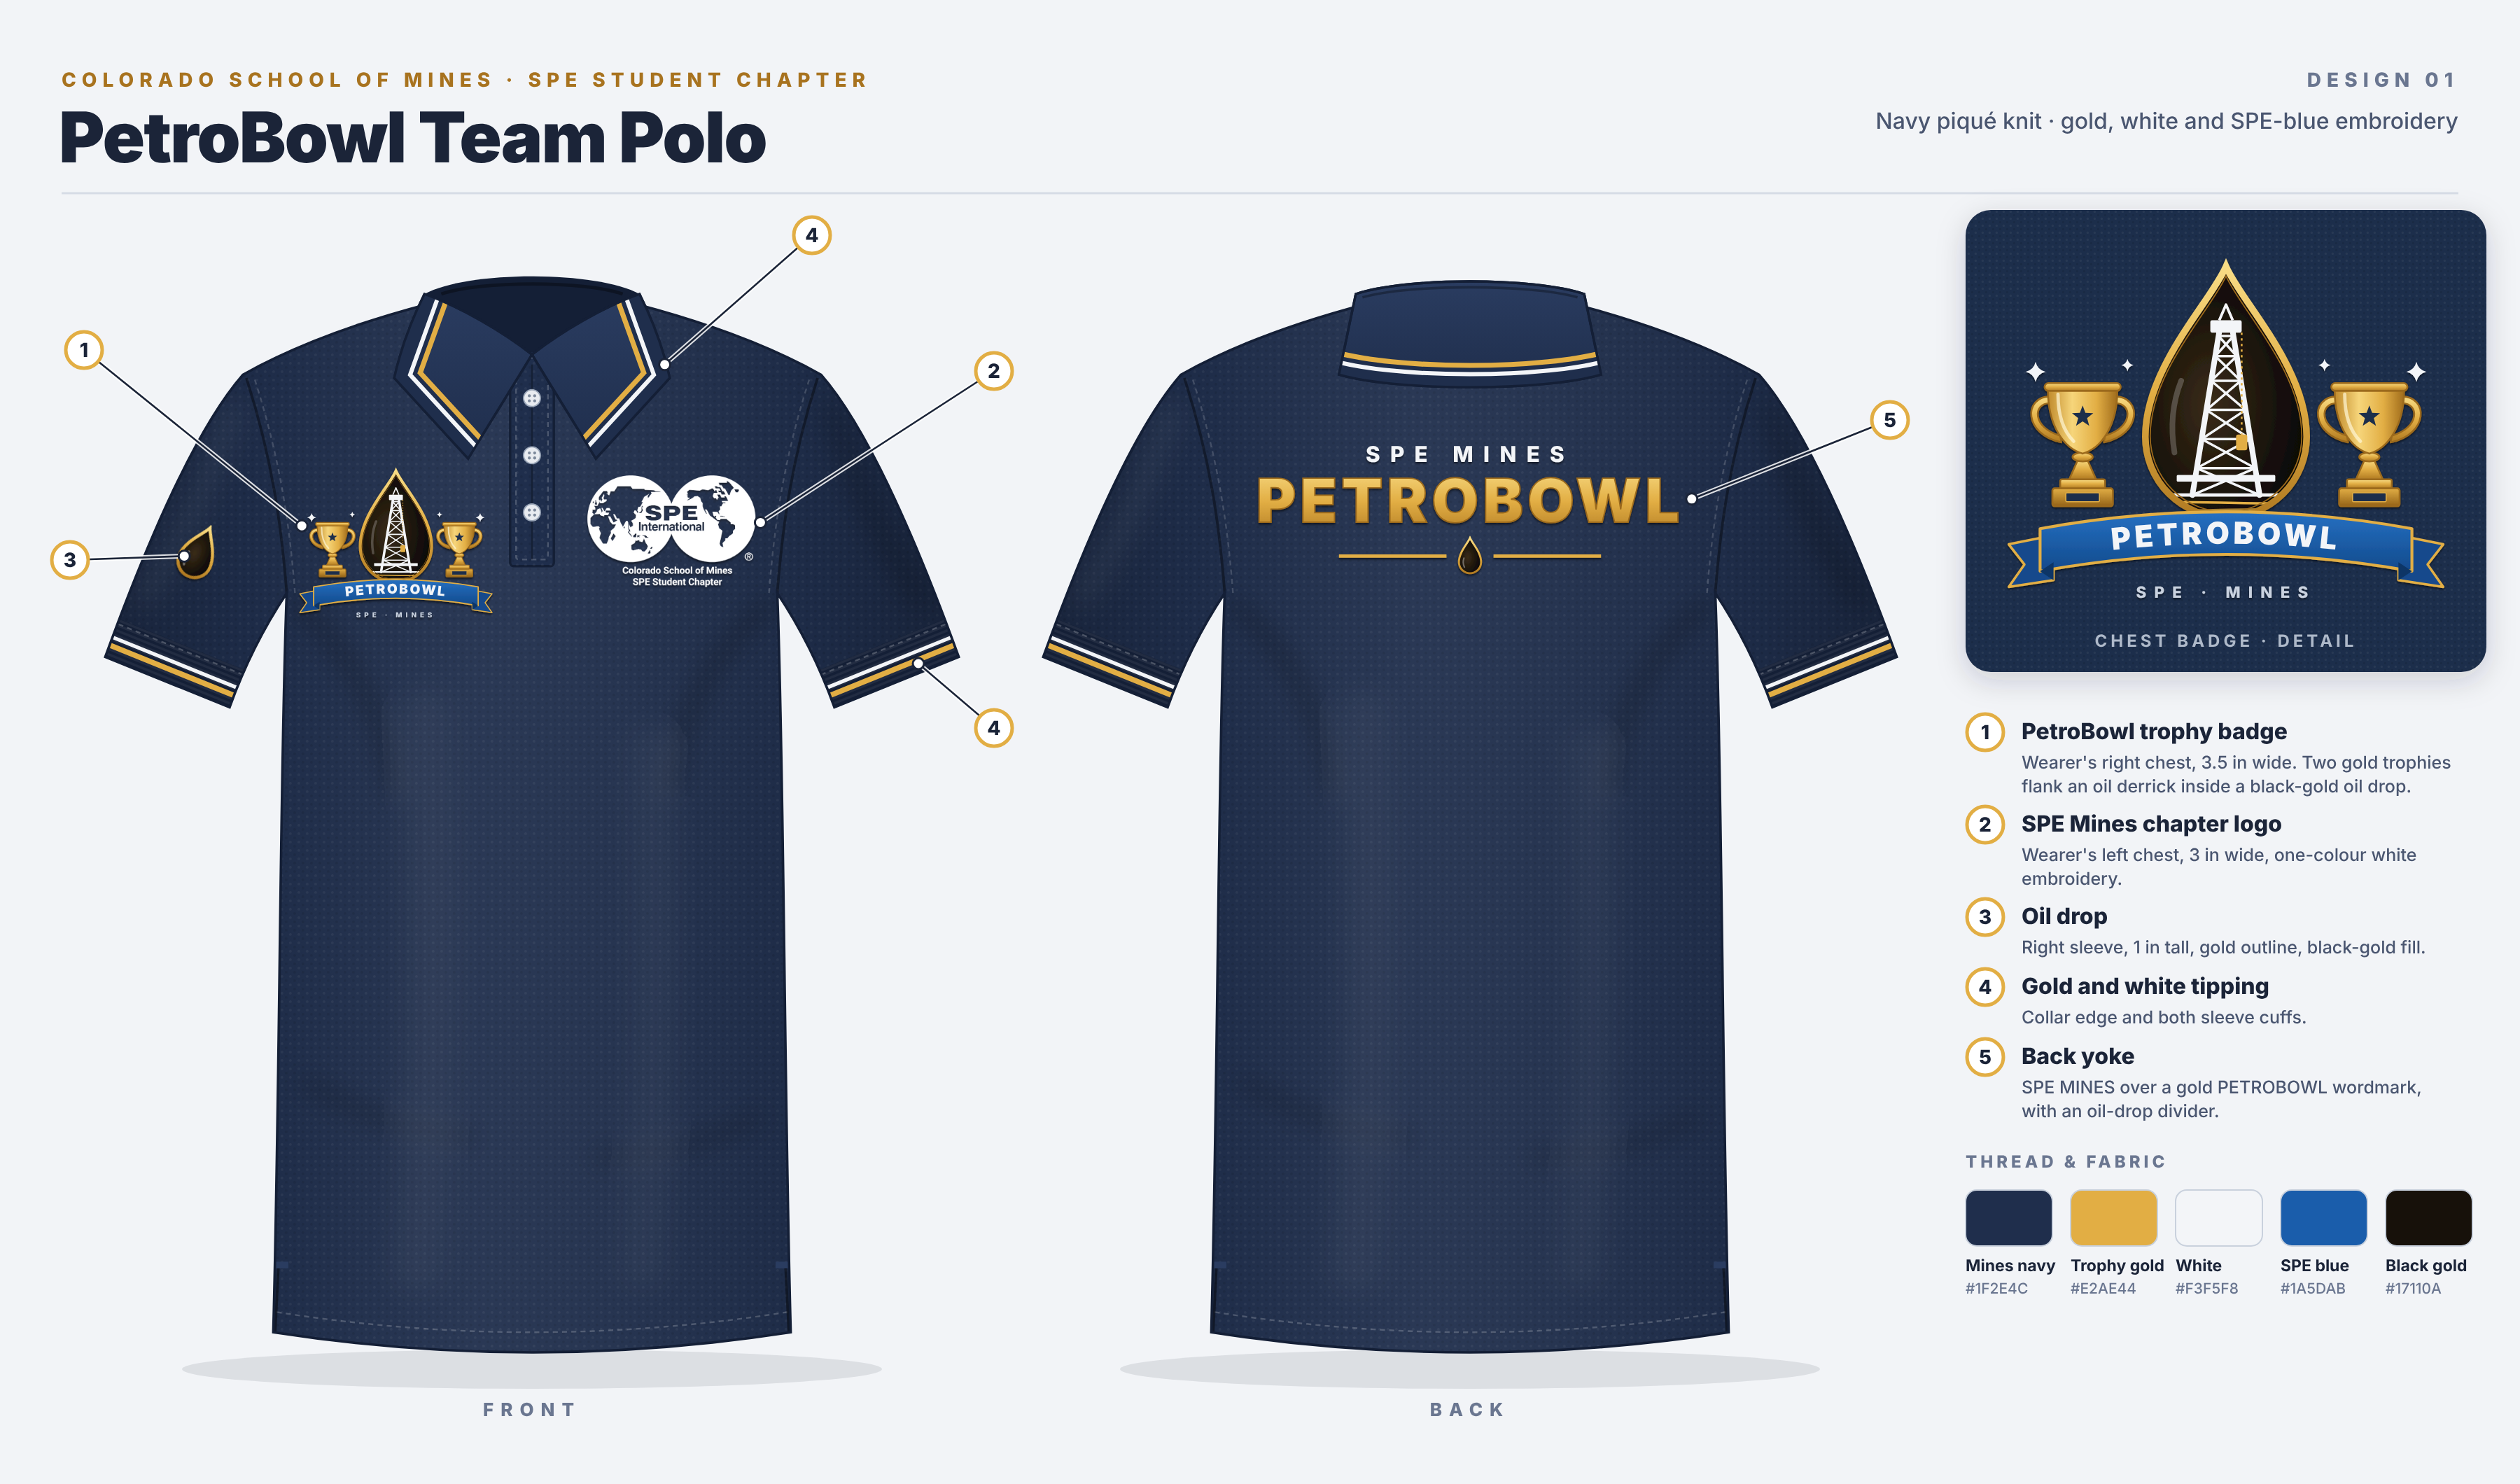 COLORADO SCHOOL OF MINES · SPE STUDENT CHAPTER
PetroBowl Team Polo
DESIGN 01
Navy piqué knit · gold, white and SPE-blue embroidery
4
1
2
3
4
SPE
International
®
Colorado School of Mines
SPE Student Chapter
PETROBOWL
SPE · MINES
FRONT
5
SPE MINES
PETROBOWL
BACK
PETROBOWL
SPE · MINES
CHEST BADGE · DETAIL
1 PetroBowl trophy badge
Wearer's right chest, 3.5 in wide. Two gold trophies
flank an oil derrick inside a black-gold oil drop.
2 SPE Mines chapter logo
Wearer's left chest, 3 in wide, one-colour white
embroidery.
3 Oil drop
Right sleeve, 1 in tall, gold outline, black-gold fill.
4 Gold and white tipping
Collar edge and both sleeve cuffs.
5 Back yoke
SPE MINES over a gold PETROBOWL wordmark,
with an oil-drop divider.
THREAD & FABRIC
Mines navy Trophy gold White SPE blue Black gold
#1F2E4C #E2AE44 #F3F5F8 #1A5DAB #17110A